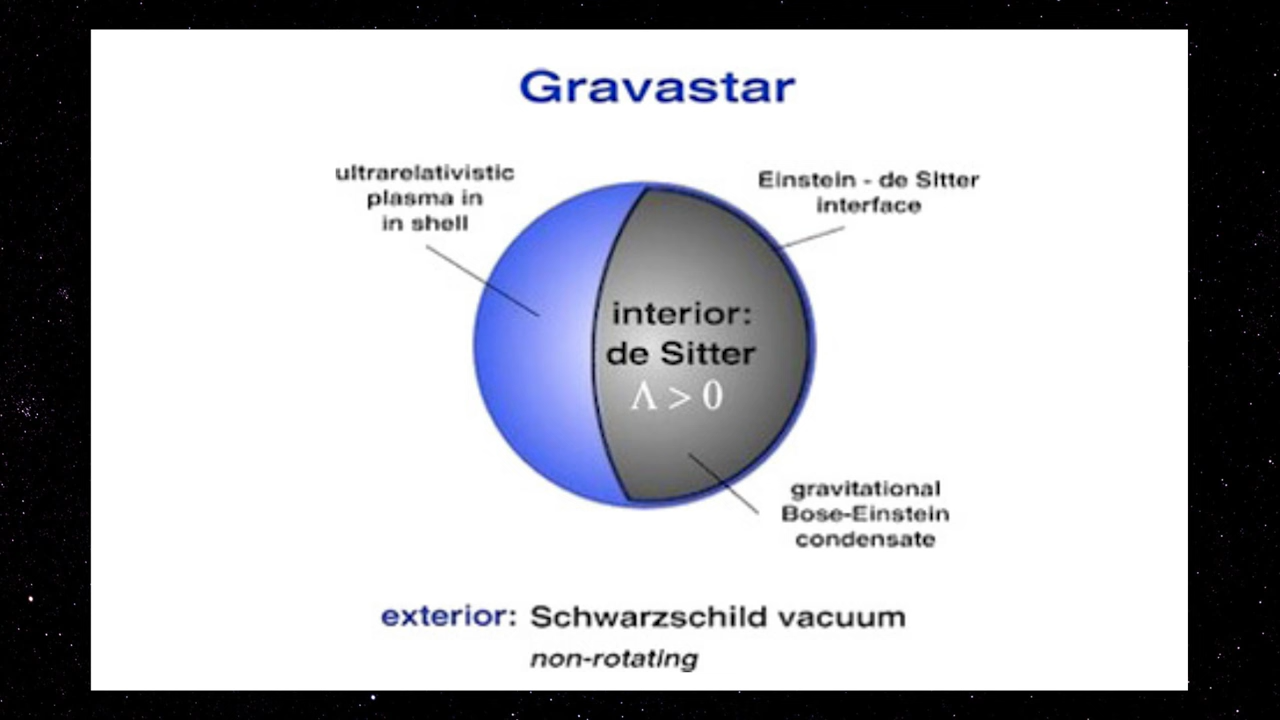 Gravastar
ultrarelativistic
plasma in
in shell
Einstein - de Sitter
interface
interior:
de Sitter
Λ > 0
gravitational
Bose-Einstein
condensate
exterior: Schwarzschild vacuum
non-rotating